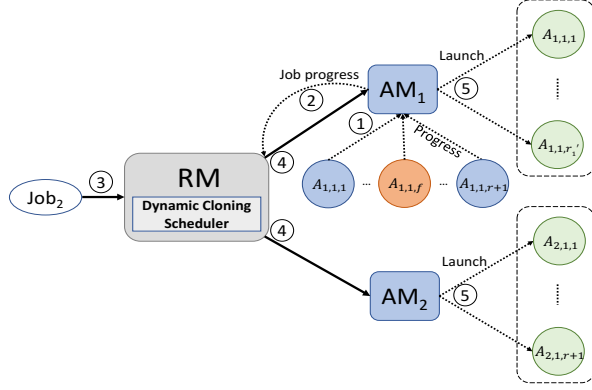 A₁,₁,₁
Launch
Job progress
②
AM₁
⑤
①
Progress
A₁,₁,ᵣ₁′
④
③
Job₂
RM
Dynamic Cloning
Scheduler
A₁,₁,₁
...
A₁,₁,f
...
A₁,₁,ᵣ₊₁
④
A₂,₁,₁
Launch
AM₂
⑤
A₂,₁,ᵣ₊₁